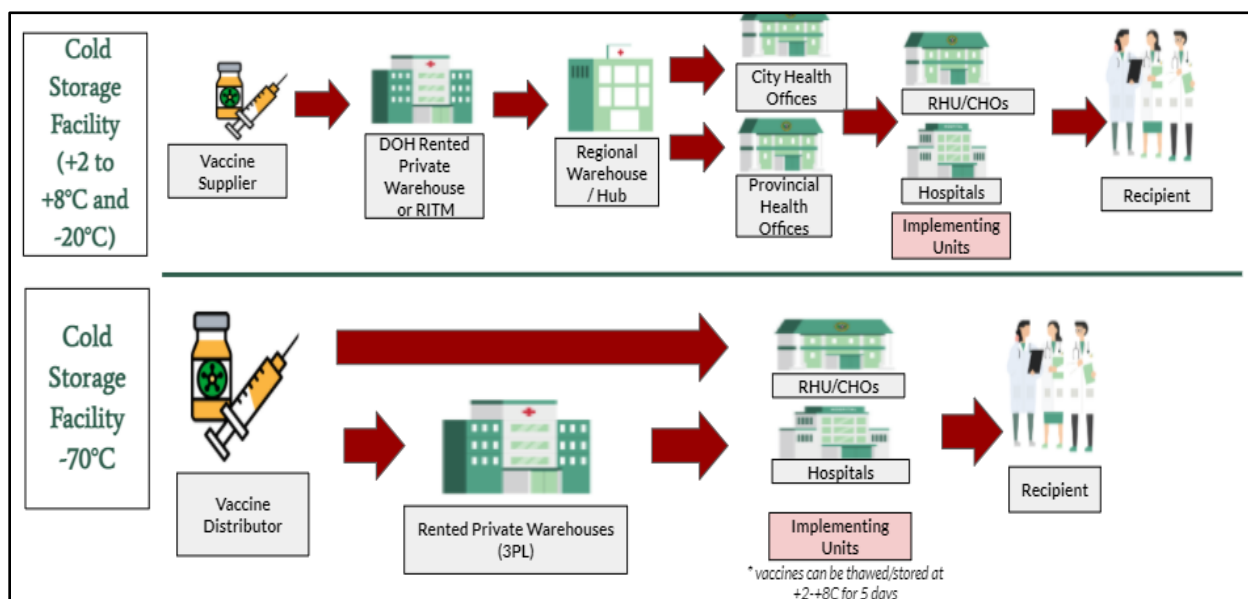 Cold
Storage
Facility
(+2 to
+8°C and
-20°C)
Vaccine
Supplier
DOH Rented
Private
Warehouse
or RITM
Regional
Warehouse
/ Hub
City Health
Offices
Provincial
Health
Offices
RHU/CHOs
HOSPITAL
Hospitals
Implementing
Units
Recipient
Cold
Storage
Facility
-70°C
Vaccine
Distributor
Rented Private Warehouses
(3PL)
RHU/CHOs
HOSPITAL
Hospitals
Implementing
Units
* vaccines can be thawed/stored at
+2-+8C for 5 days
Recipient